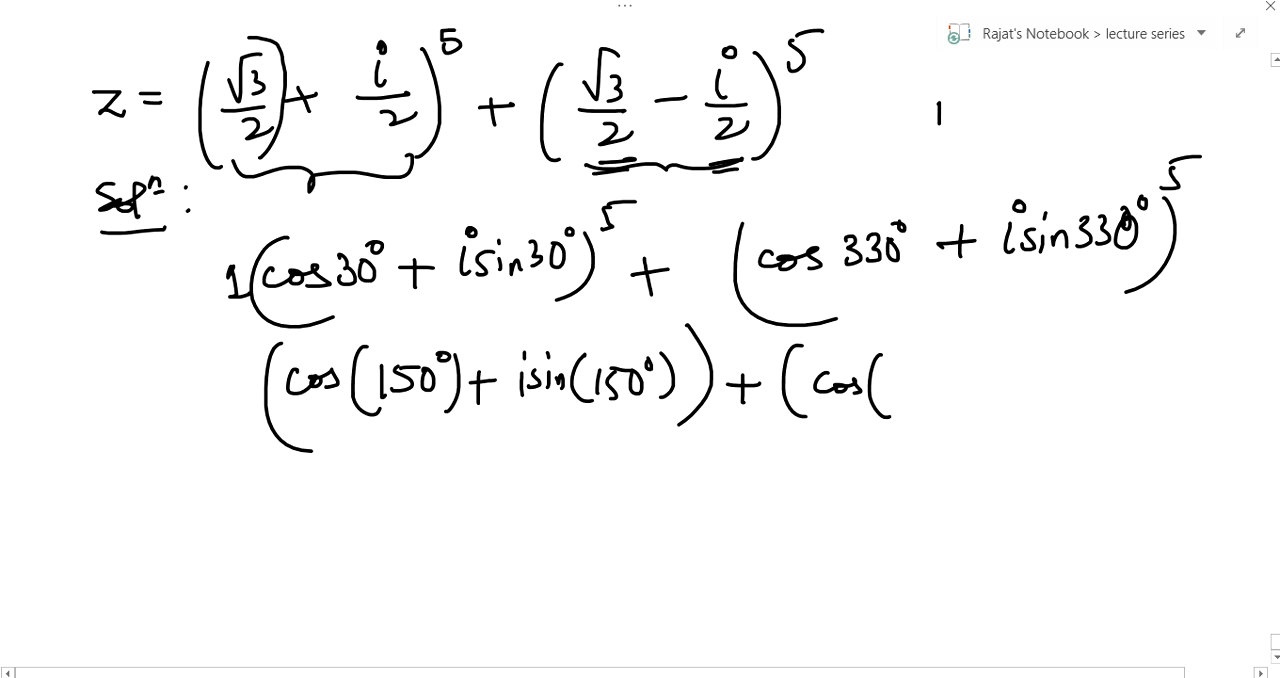 Rajat's Notebook > lecture series
z = (√3/2 + i/2)^5 + (√3/2 − i/2)^5
Solⁿ :
1(cos30° + isin30°)^5 + (cos 330° + isin330°)^5
(cos(150°) + isin(150°)) + (cos(